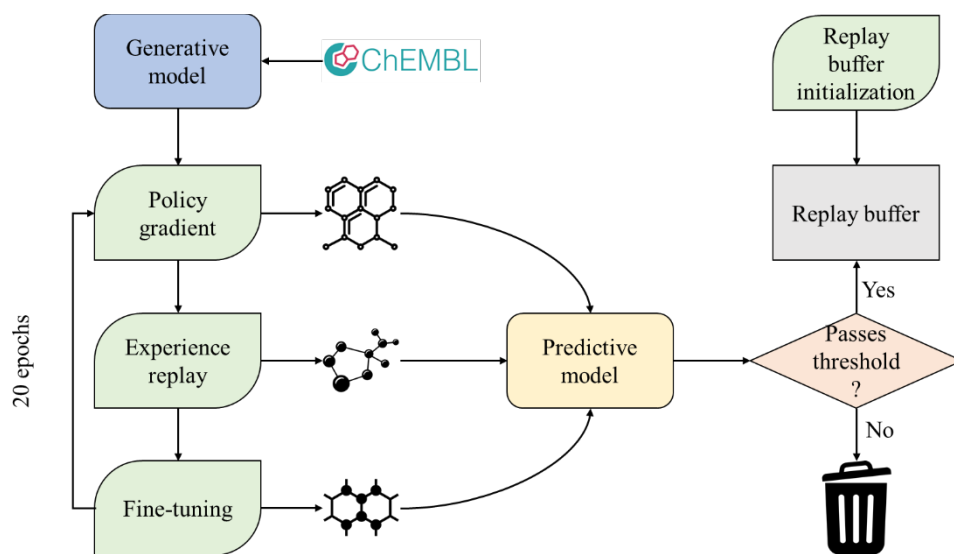 Generative
model
ChEMBL
Replay
buffer
initialization
Policy
gradient
Replay buffer
Yes
Experience
replay
Predictive
model
Passes
threshold
?
20 epochs
No
Fine-tuning